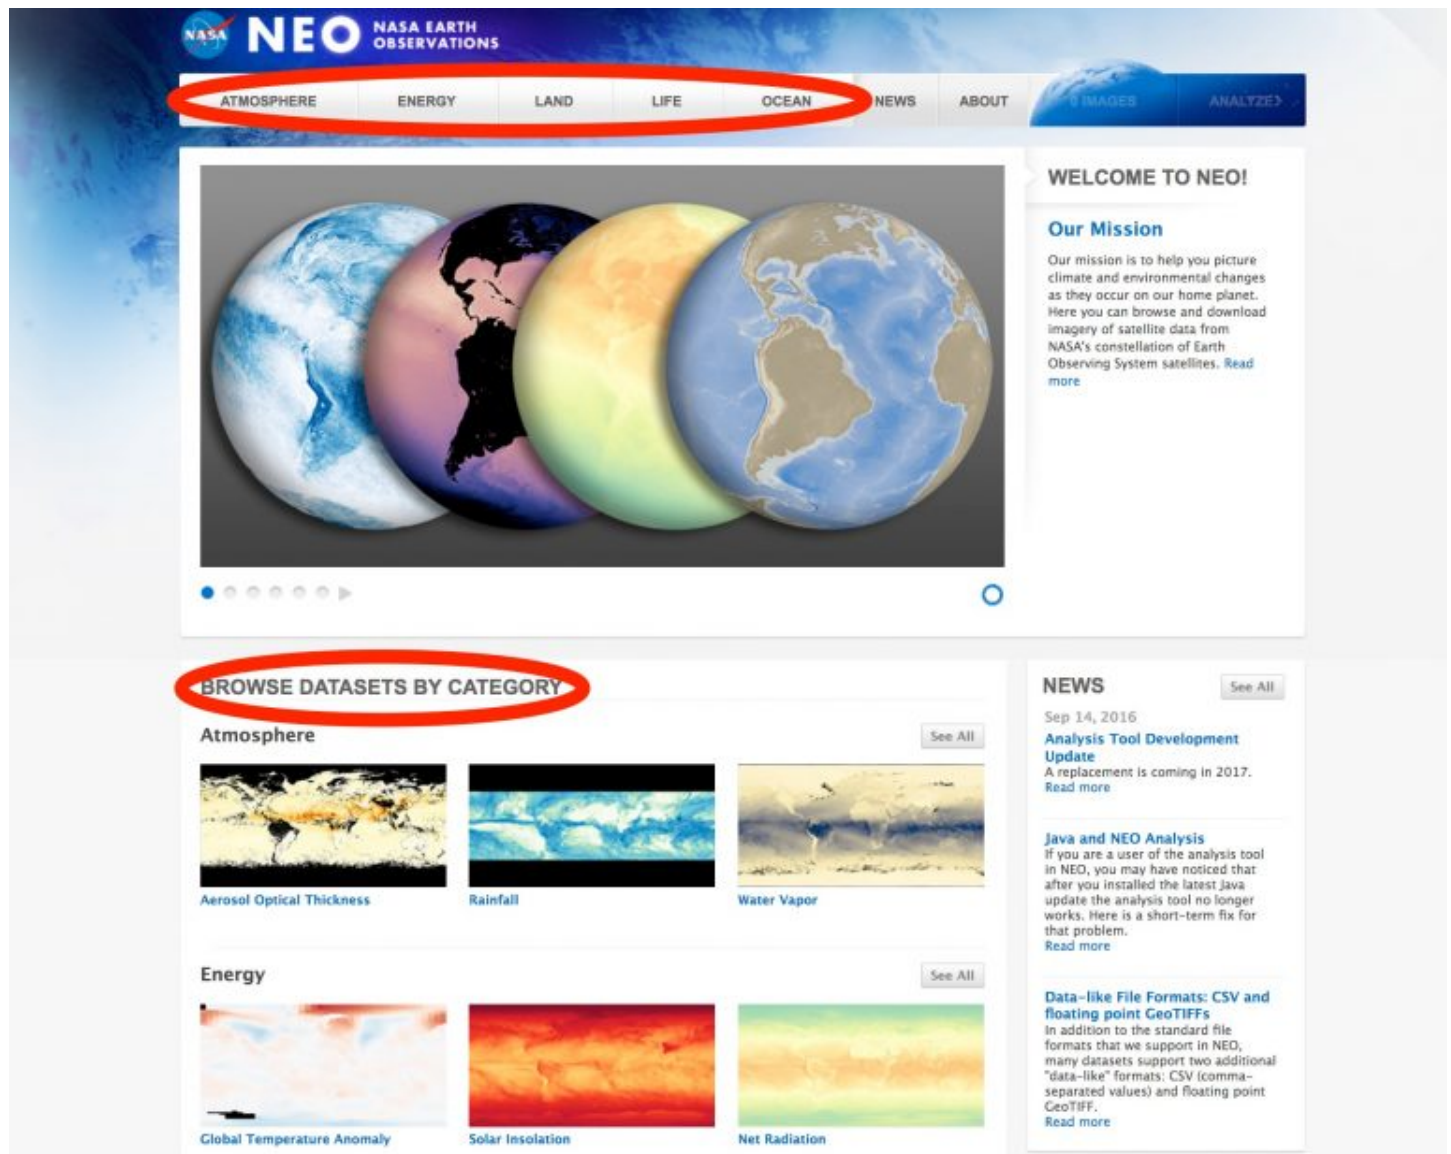 NASA NEO NASA EARTH
OBSERVATIONS
ATMOSPHERE ENERGY LAND LIFE OCEAN NEWS ABOUT 0 IMAGES ANALYZE
WELCOME TO NEO!
Our Mission
Our mission is to help you picture
climate and environmental changes
as they occur on our home planet.
Here you can browse and download
imagery of satellite data from
NASA's constellation of Earth
Observing System satellites. Read
more
BROWSE DATASETS BY CATEGORY
Atmosphere See All
Aerosol Optical Thickness Rainfall Water Vapor
Energy See All
Global Temperature Anomaly Solar Insolation Net Radiation
NEWS See All
Sep 14, 2016
Analysis Tool Development
Update
A replacement is coming in 2017.
Read more
Java and NEO Analysis
If you are a user of the analysis tool
in NEO, you may have noticed that
after you installed the latest Java
update the analysis tool no longer
works. Here is a short-term fix for
that problem.
Read more
Data-like File Formats: CSV and
floating point GeoTIFFs
In addition to the standard file
formats that we support in NEO,
many datasets support two additional
"data-like" formats: CSV (comma-
separated values) and floating point
GeoTIFF.
Read more